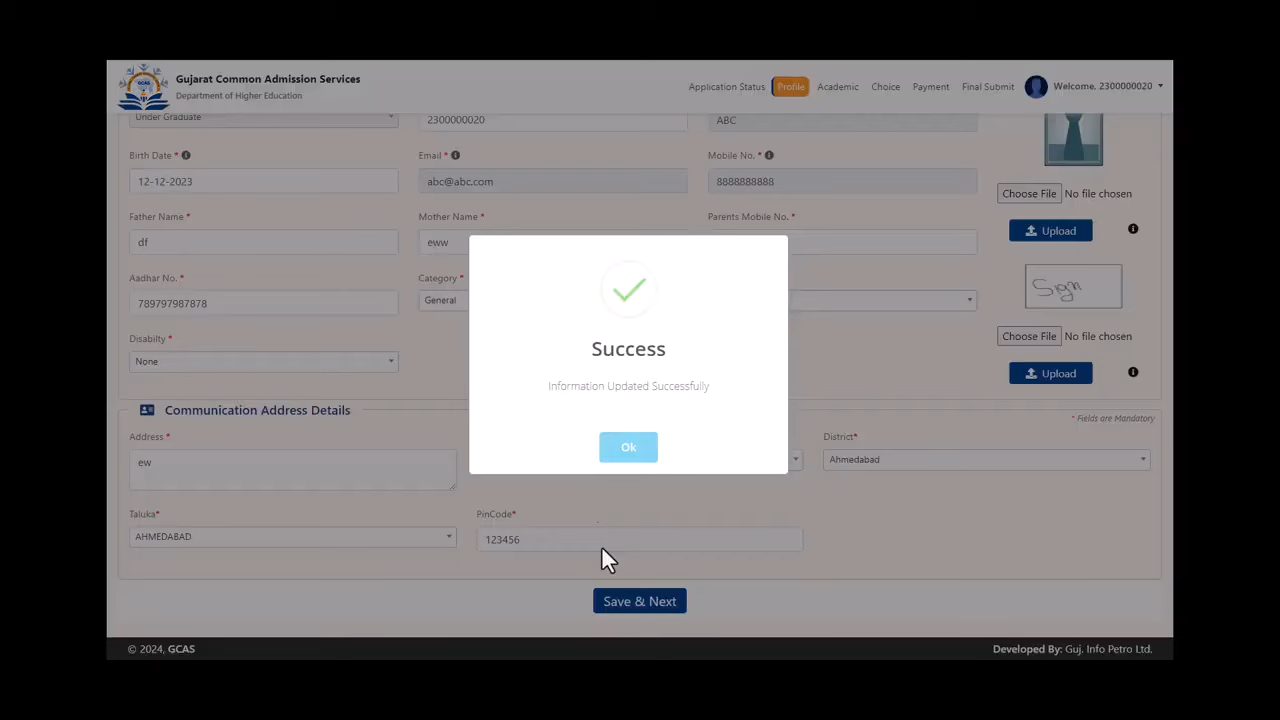 Gujarat Common Admission Services
Department of Higher Education
Application Status Profile Academic Choice Payment Final Submit Welcome, 2300000020
Under Graduate 2300000020 ABC
Birth Date * Email * Mobile No. *
12-12-2023 abc@abc.com 8888888888
Choose File No file chosen
Father Name * Mother Name * Parents Mobile No. *
Upload
df eww
Aadhar No. * Category *
789797987878 General
Sign
Disabilty *
Choose File No file chosen
None
Upload
Success
Information Updated Successfully
Ok
Communication Address Details
* Fields are Mandatory
Address * District*
ew Ahmedabad
Taluka* PinCode*
AHMEDABAD 123456
Save & Next
© 2024, GCAS Developed By: Guj. Info Petro Ltd.